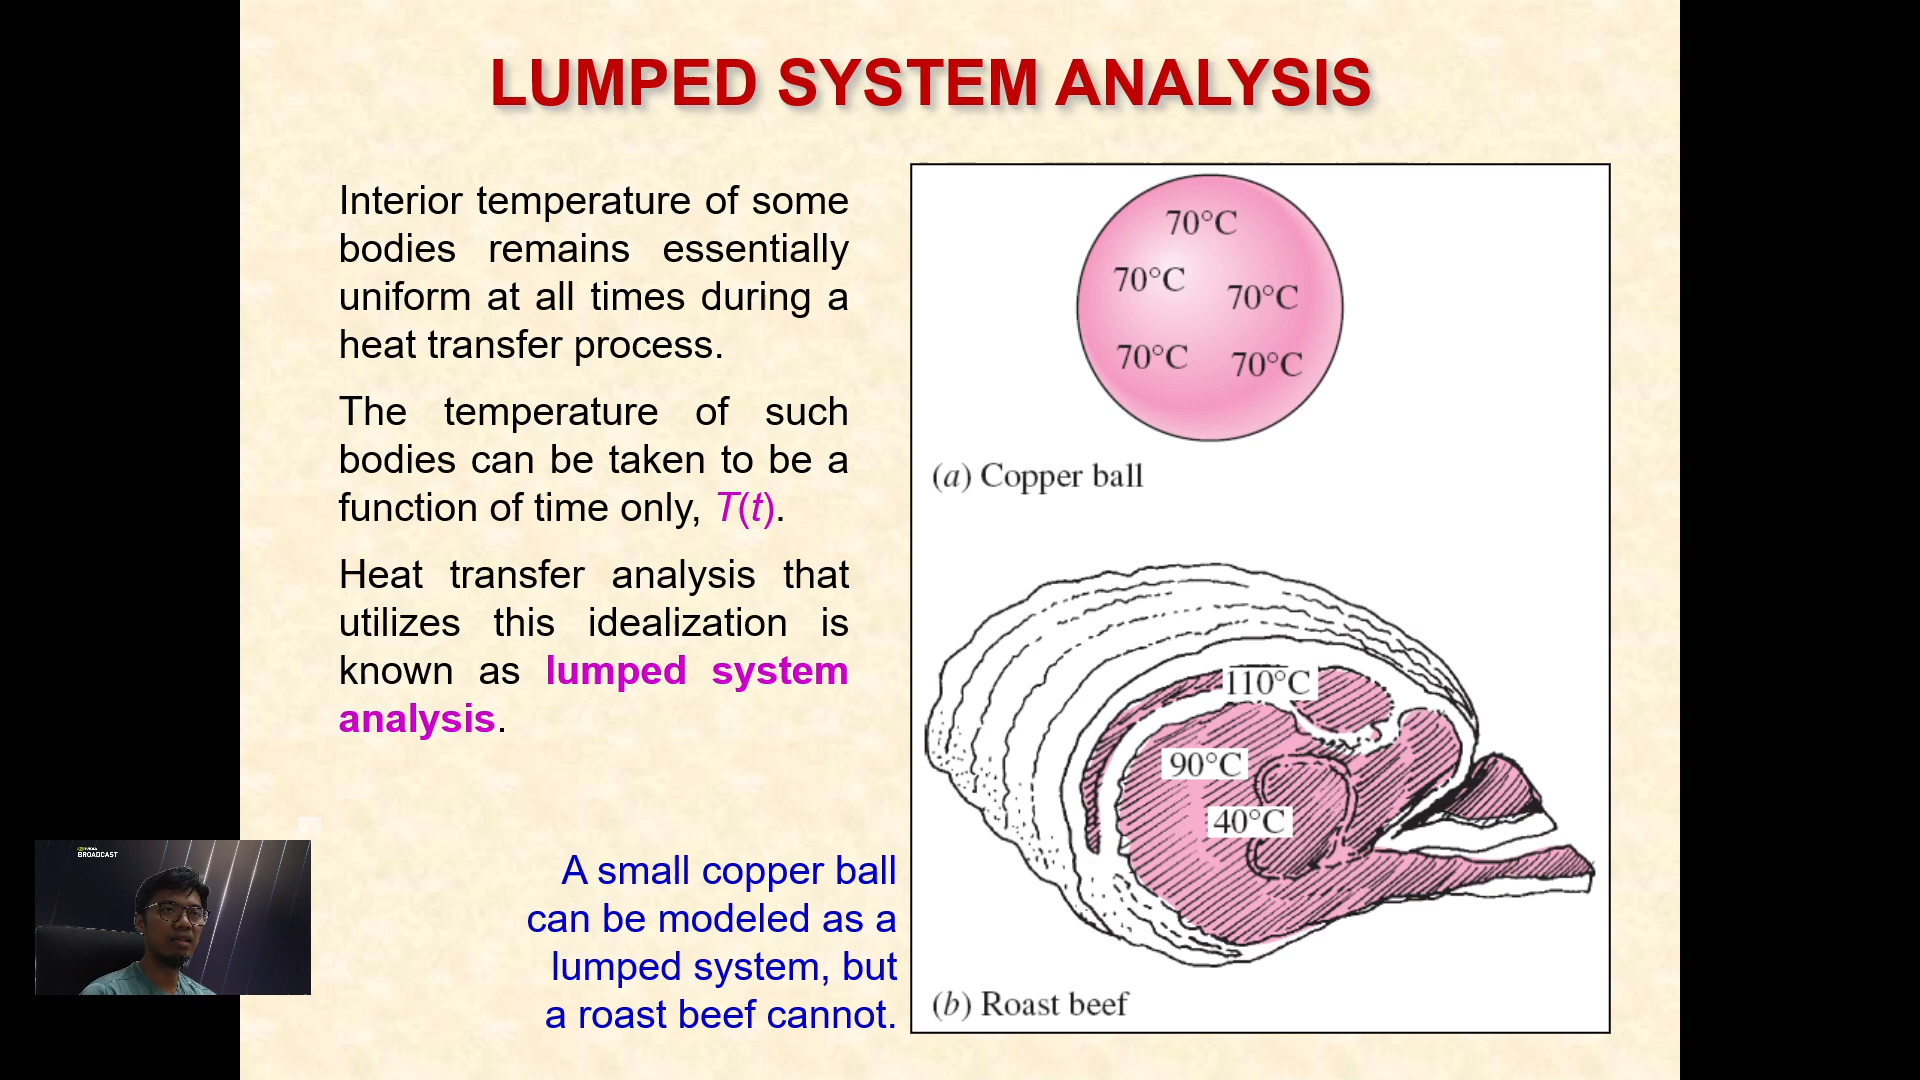 LUMPED SYSTEM ANALYSIS
Interior temperature of some
bodies remains essentially
uniform at all times during a
heat transfer process.
The temperature of such
bodies can be taken to be a
function of time only, T(t).
Heat transfer analysis that
utilizes this idealization is
known as lumped system
analysis.
A small copper ball
can be modeled as a
lumped system, but
a roast beef cannot.
70°C
70°C
70°C
70°C
70°C
(a) Copper ball
110°C
90°C
40°C
(b) Roast beef
NVIDIA
BROADCAST